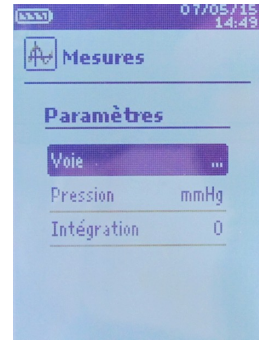 07/05/15
14:49
Mesures
Paramètres
Voie ...
Pression mmHg
Intégration 0